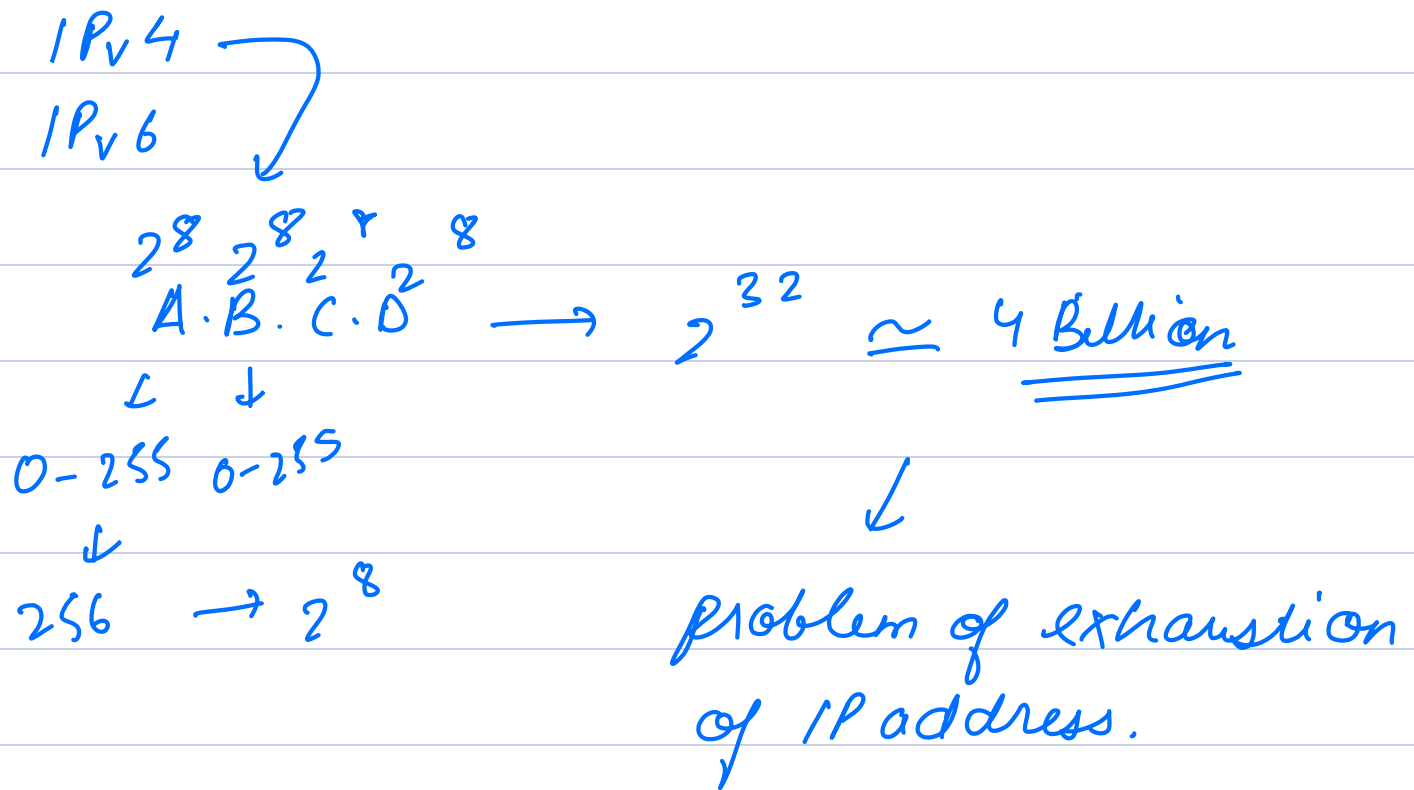 IPv4
IPv6
2^8 2^8 2^8 2^8
A.B.C.D → 2^32 ≃ 4 Billion
↓ ↓
0-255 0-255
↓
256 → 2^8
problem of exhaustion
of IP address.